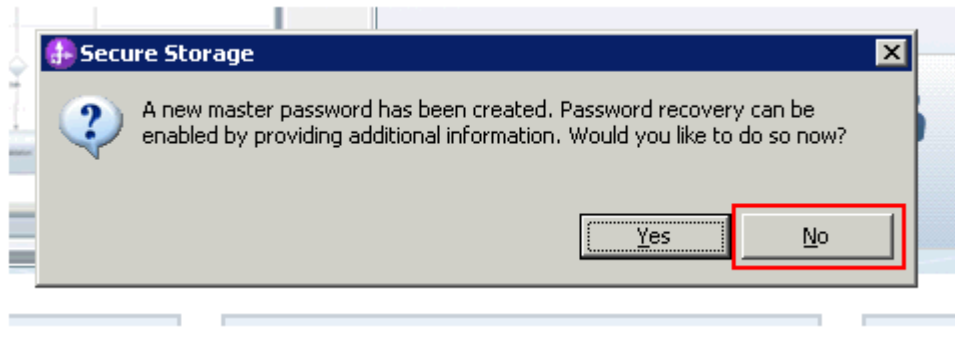 Secure Storage
A new master password has been created. Password recovery can be
enabled by providing additional information. Would you like to do so now?
Yes No